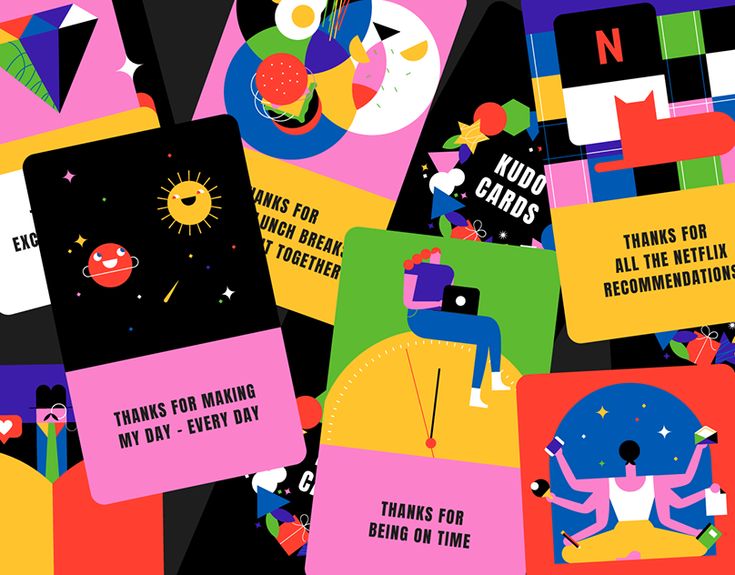 N
KUDO
CARDS
HANKS FOR
LUNCH BREAKS
TOGETHER
EXC
THANKS FOR
ALL THE NETFLIX
RECOMMENDATIONS
THANKS FOR MAKING
MY DAY - EVERY DAY
THANKS FOR
BEING ON TIME